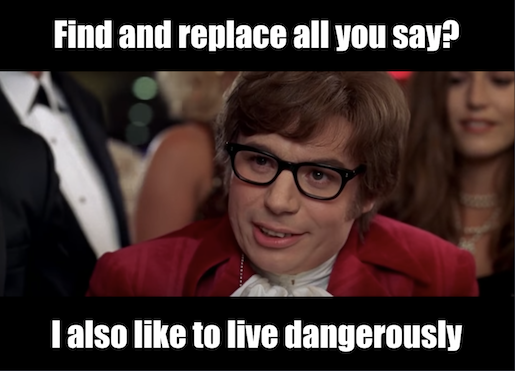 Find and replace all you say?
I also like to live dangerously